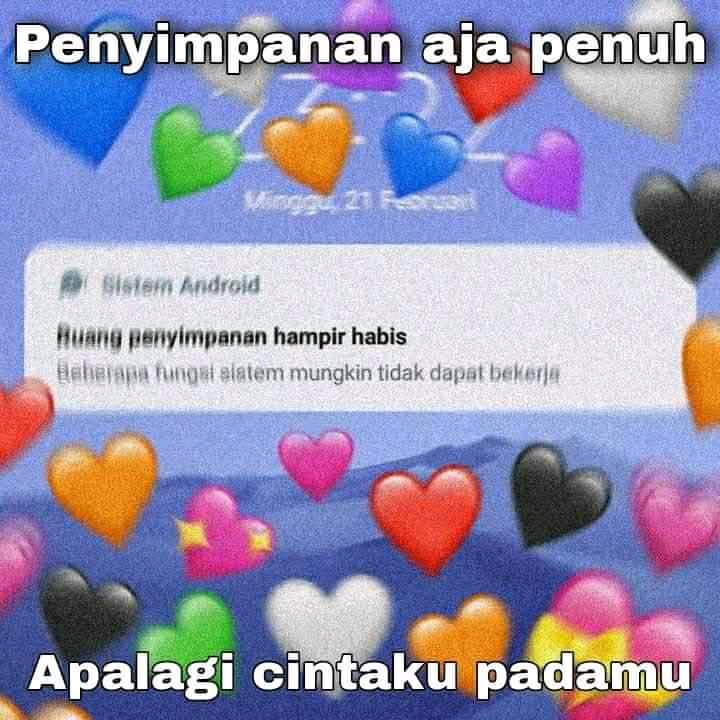 Penyimpanan aja penuh
Minggu, 21 Februari
Sistem Android
Ruang penyimpanan hampir habis
Beberapa fungsi sistem mungkin tidak dapat bekerja
Apalagi cintaku padamu